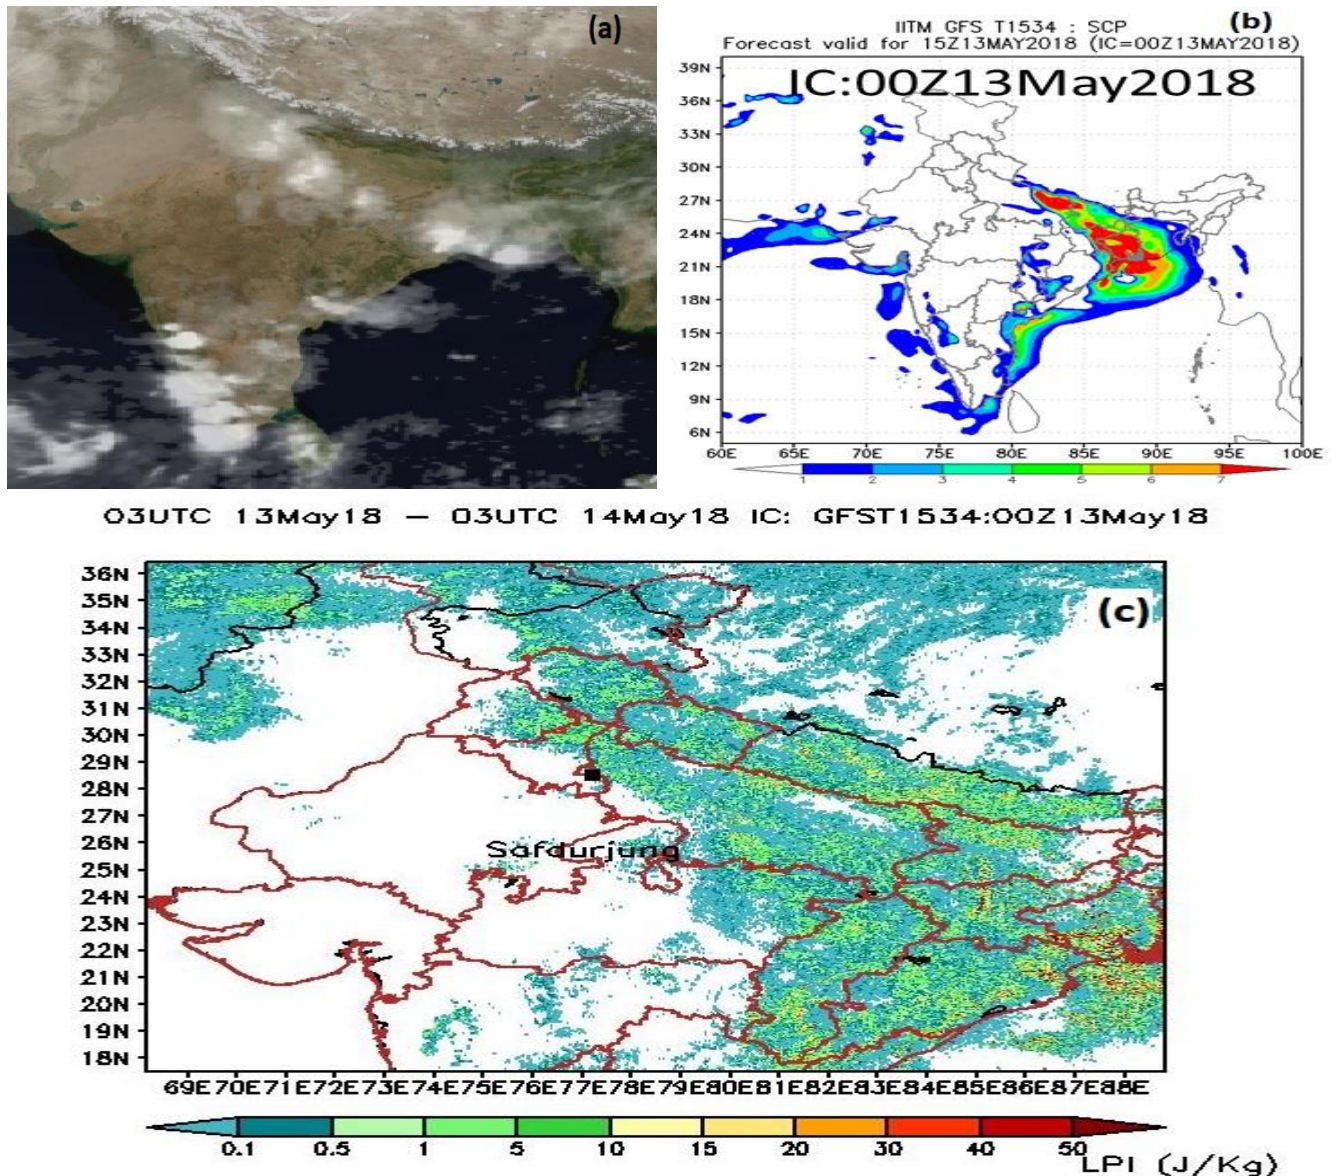 (a)
(b)
IITM GFS T1534 : SCP
Forecast valid for 15Z13MAY2018 (IC=00Z13MAY2018)
IC:00Z13May2018
39N
36N
33N
30N
27N
24N
21N
18N
15N
12N
9N
6N
60E 65E 70E 75E 80E 85E 90E 95E 100E
1 2 3 4 5 6 7
03UTC 13May18 – 03UTC 14May18 IC: GFST1534:00Z13May18
(c)
36N
35N
34N
33N
32N
31N
30N
29N
28N
27N
26N
Safdurjung
25N
24N
23N
22N
21N
20N
19N
18N
69E 70E 71E 72E 73E 74E 75E 76E 77E 78E 79E 80E 81E 82E 83E 84E 85E 86E 87E 88E
0.1 0.5 1 5 10 15 20 30 40 50
LPI (J/Kg)